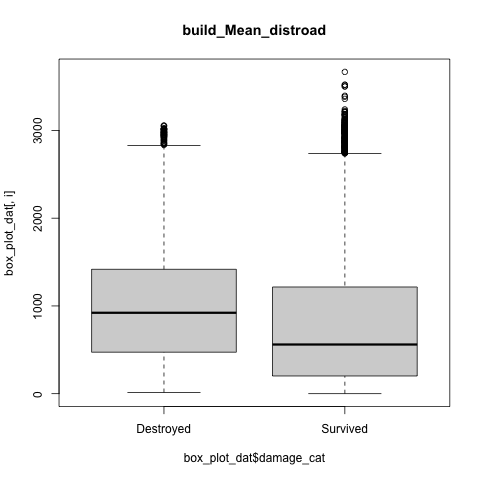 build_Mean_distroad
box_plot_dat[, i]
3000
2000
1000
0
Destroyed
Survived
box_plot_dat$damage_cat